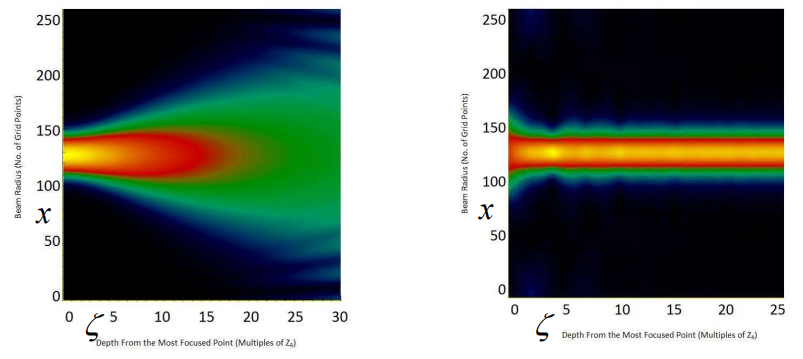 250
200
150
100
50
0
Beam Radius (No. of Grid Points)
x
0 5 10 15 20 25 30
ζ
Depth From the Most Focused Point (Multiples of Z_R)
250
200
150
100
50
0
Beam Radius (No. of Grid Points)
x
0 5 10 15 20 25
ζ
Depth From the Most Focused Point (Multiples of Z_R)